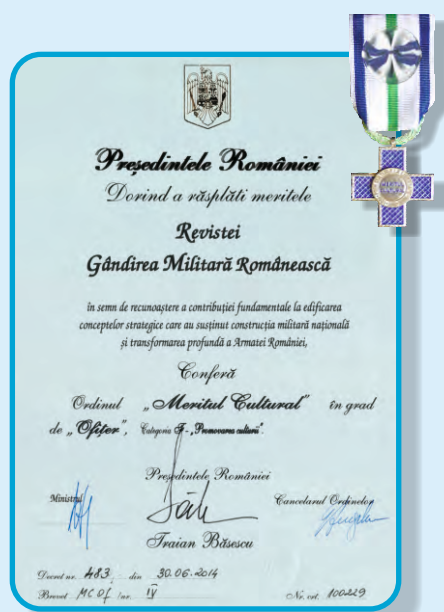 Președintele României
Dorind a răsplăti meritele
Revistei
Gândirea Militară Românească
în semn de recunoaștere a contribuției fundamentale la edificarea
conceptelor strategice care au susținut construcția militară națională
și transformarea profundă a Armatei României,
Conferă
Ordinul „Meritul Cultural” în grad
de „Ofițer”, Categoria F - „Promovarea culturii”.
Președintele României
Ministrul
Cancelarul Ordinelor
Traian Băsescu
Decret nr. 483 din 30.06.2014
Brevet MC Of /nr. IV
Nr. crt. 100229